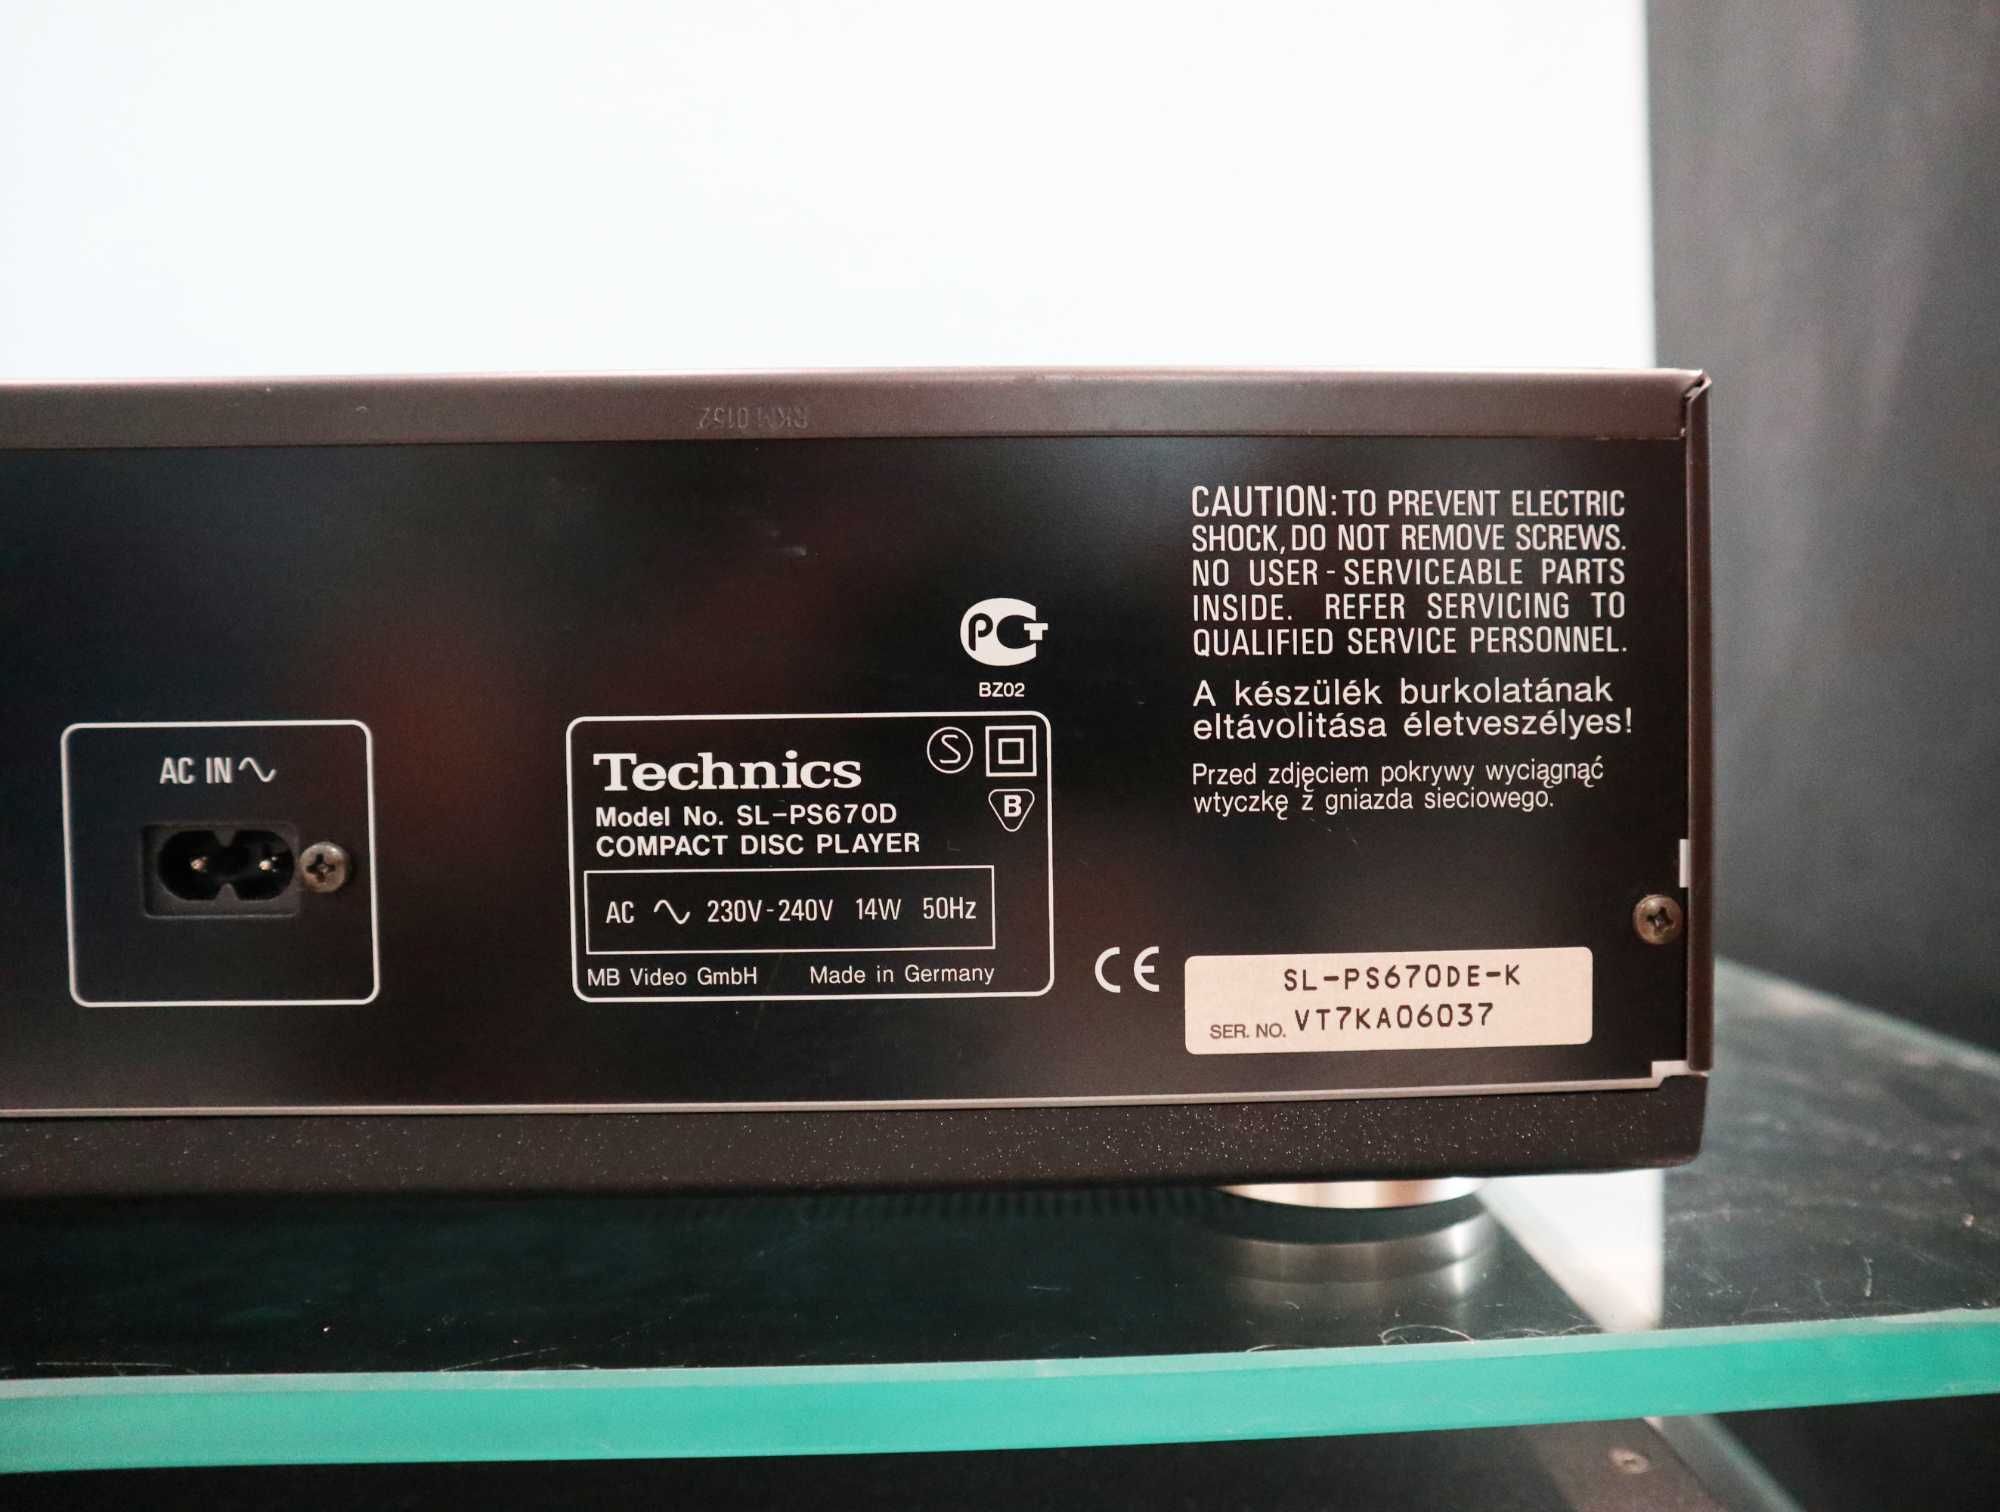 RKM0152
CAUTION: TO PREVENT ELECTRIC
SHOCK, DO NOT REMOVE SCREWS.
NO USER-SERVICEABLE PARTS
INSIDE. REFER SERVICING TO
QUALIFIED SERVICE PERSONNEL.
A készülék burkolatának
eltávolitása életveszélyes!
Przed zdjęciem pokrywy wyciągnąć
wtyczkę z gniazda sieciowego.
РСТ
BZ02
AC IN
Technics
S
B
Model No. SL-PS670D
COMPACT DISC PLAYER
AC 230V-240V 14W 50Hz
MB Video GmbH Made in Germany
CE
SL-PS670DE-K
SER. NO. VT7KA06037